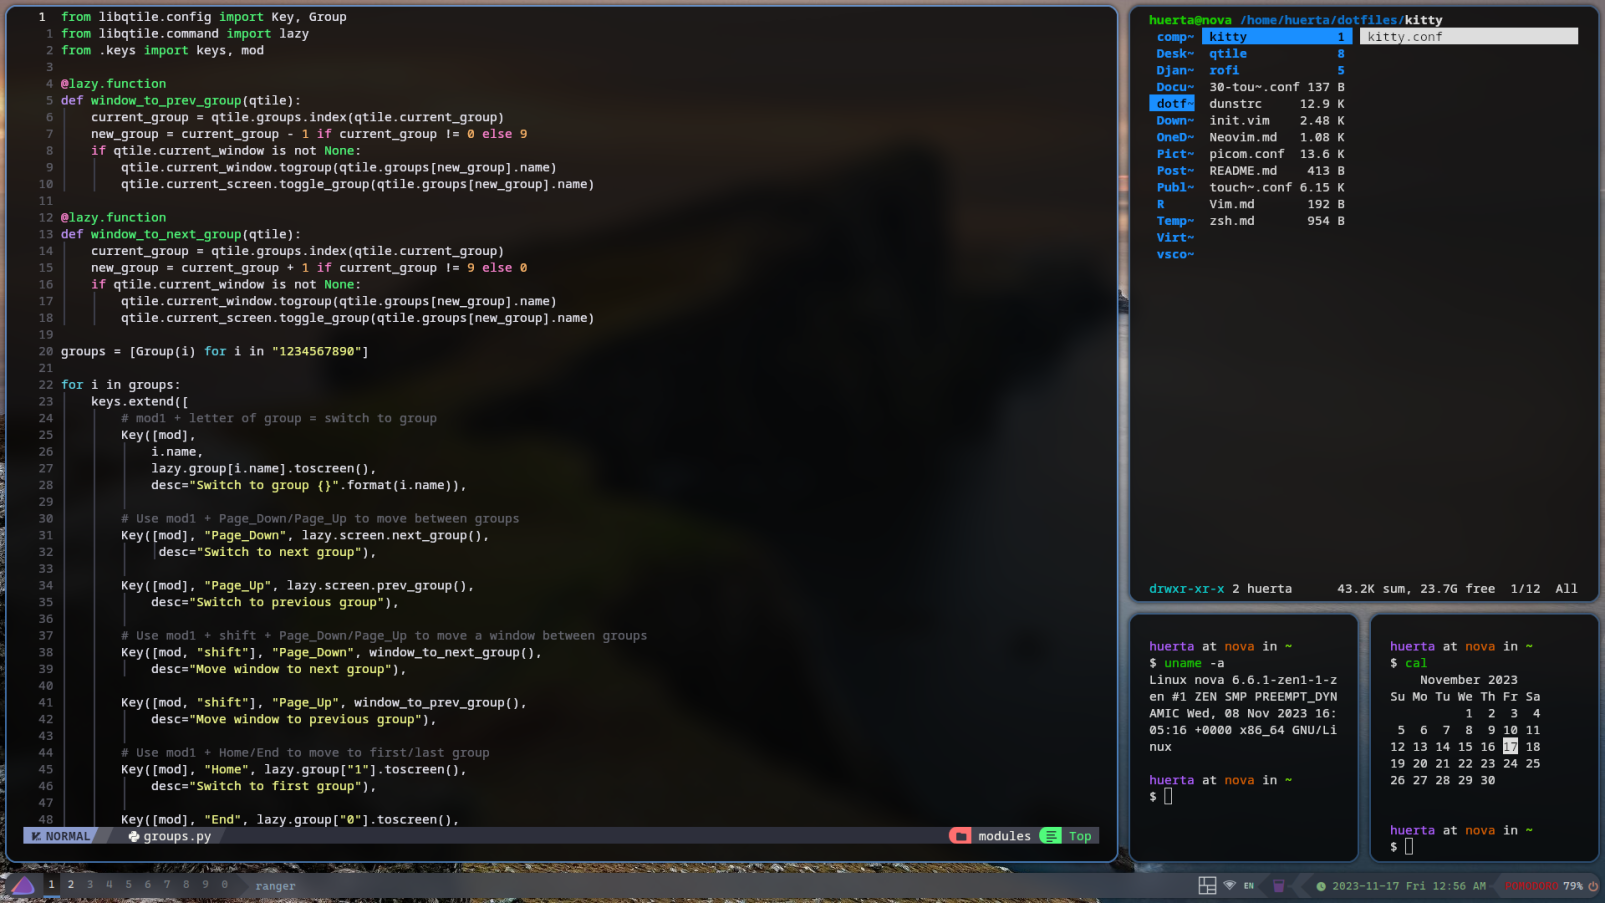 1 from libqtile.config import Key, Group
1 from libqtile.command import lazy
2 from .keys import keys, mod
3
4 @lazy.function
5 def window_to_prev_group(qtile):
6 current_group = qtile.groups.index(qtile.current_group)
7 new_group = current_group - 1 if current_group != 0 else 9
8 if qtile.current_window is not None:
9 qtile.current_window.togroup(qtile.groups[new_group].name)
10 qtile.current_screen.toggle_group(qtile.groups[new_group].name)
11
12 @lazy.function
13 def window_to_next_group(qtile):
14 current_group = qtile.groups.index(qtile.current_group)
15 new_group = current_group + 1 if current_group != 9 else 0
16 if qtile.current_window is not None:
17 qtile.current_window.togroup(qtile.groups[new_group].name)
18 qtile.current_screen.toggle_group(qtile.groups[new_group].name)
19
20 groups = [Group(i) for i in "1234567890"]
21
22 for i in groups:
23 keys.extend([
24 # mod1 + letter of group = switch to group
25 Key([mod],
26 i.name,
27 lazy.group[i.name].toscreen(),
28 desc="Switch to group {}".format(i.name)),
29
30 # Use mod1 + Page_Down/Page_Up to move between groups
31 Key([mod], "Page_Down", lazy.screen.next_group(),
32 desc="Switch to next group"),
33
34 Key([mod], "Page_Up", lazy.screen.prev_group(),
35 desc="Switch to previous group"),
36
37 # Use mod1 + shift + Page_Down/Page_Up to move a window between groups
38 Key([mod, "shift"], "Page_Down", window_to_next_group(),
39 desc="Move window to next group"),
40
41 Key([mod, "shift"], "Page_Up", window_to_prev_group(),
42 desc="Move window to previous group"),
43
44 # Use mod1 + Home/End to move to first/last group
45 Key([mod], "Home", lazy.group["1"].toscreen(),
46 desc="Switch to first group"),
47
48 Key([mod], "End", lazy.group["0"].toscreen(),
NORMAL groups.py modules Top
huerta@nova /home/huerta/dotfiles/kitty
comp~ kitty 1 kitty.conf
Desk~ qtile 8
Djan~ rofi 5
Docu~ 30-tou~.conf 137 B
dotf~ dunstrc 12.9 K
Down~ init.vim 2.48 K
OneD~ Neovim.md 1.08 K
Pict~ picom.conf 13.6 K
Post~ README.md 413 B
Publ~ touch~.conf 6.15 K
R Vim.md 192 B
Temp~ zsh.md 954 B
Virt~
vsco~
drwxr-xr-x 2 huerta 43.2K sum, 23.7G free 1/12 All
huerta at nova in ~
$ uname -a
Linux nova 6.6.1-zen1-1-z
en #1 ZEN SMP PREEMPT_DYN
AMIC Wed, 08 Nov 2023 16:
05:16 +0000 x86_64 GNU/Li
nux
huerta at nova in ~
$
huerta at nova in ~
$ cal
November 2023
Su Mo Tu We Th Fr Sa
1 2 3 4
5 6 7 8 9 10 11
12 13 14 15 16 17 18
19 20 21 22 23 24 25
26 27 28 29 30
huerta at nova in ~
$
1 2 3 4 5 6 7 8 9 0 ranger EN 2023-11-17 Fri 12:56 AM POMODORO 79%